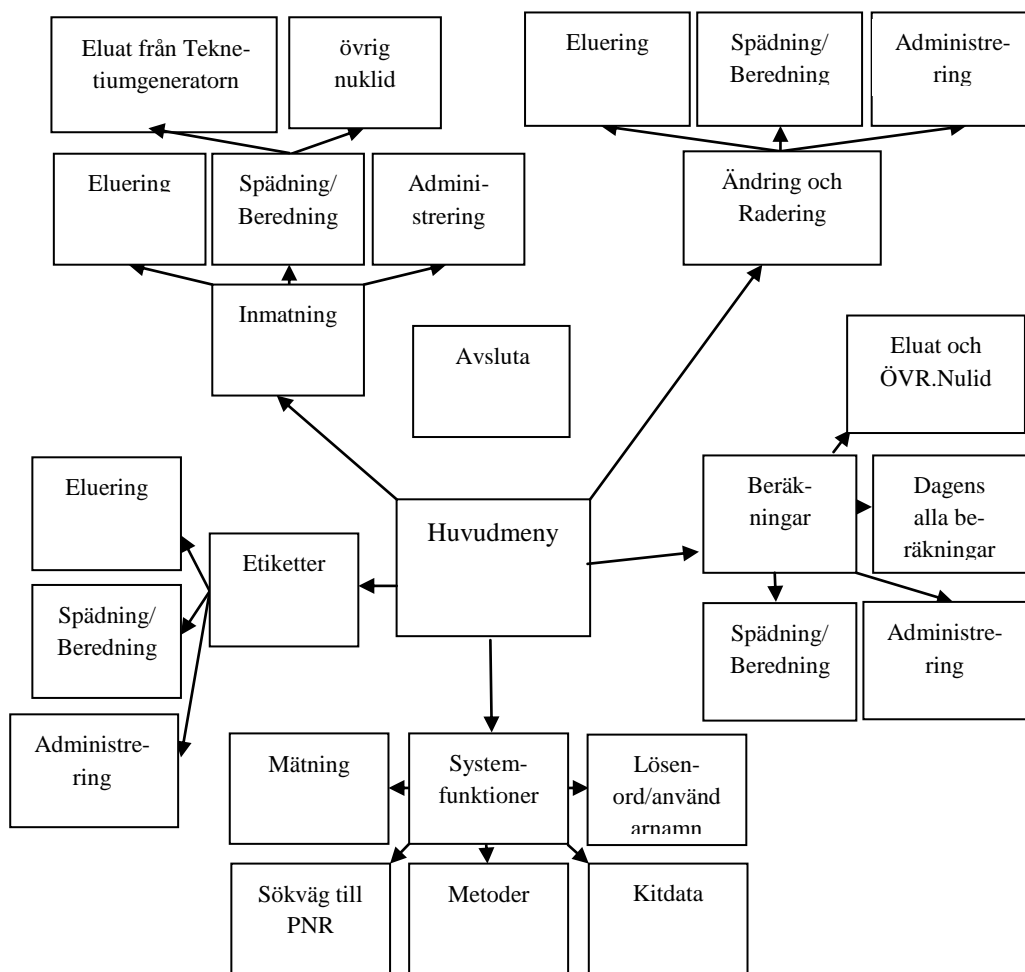 Eluat från Tekne-
tiumgeneratorn
övrig
nuklid
Eluering
Spädning/
Beredning
Administre-
ring
Eluering
Spädning/
Beredning
Admini-
strering
Ändring och
Radering
Inmatning
Avsluta
Eluat och
ÖVR.Nulid
Eluering
Etiketter
Huvudmeny
Beräk-
ningar
Dagens
alla be-
räkningar
Spädning/
Beredning
Spädning/
Beredning
Administre-
ring
Administre-
ring
Mätning
System-
funktioner
Lösen-
ord/använd
arnamn
Sökväg till
PNR
Metoder
Kitdata